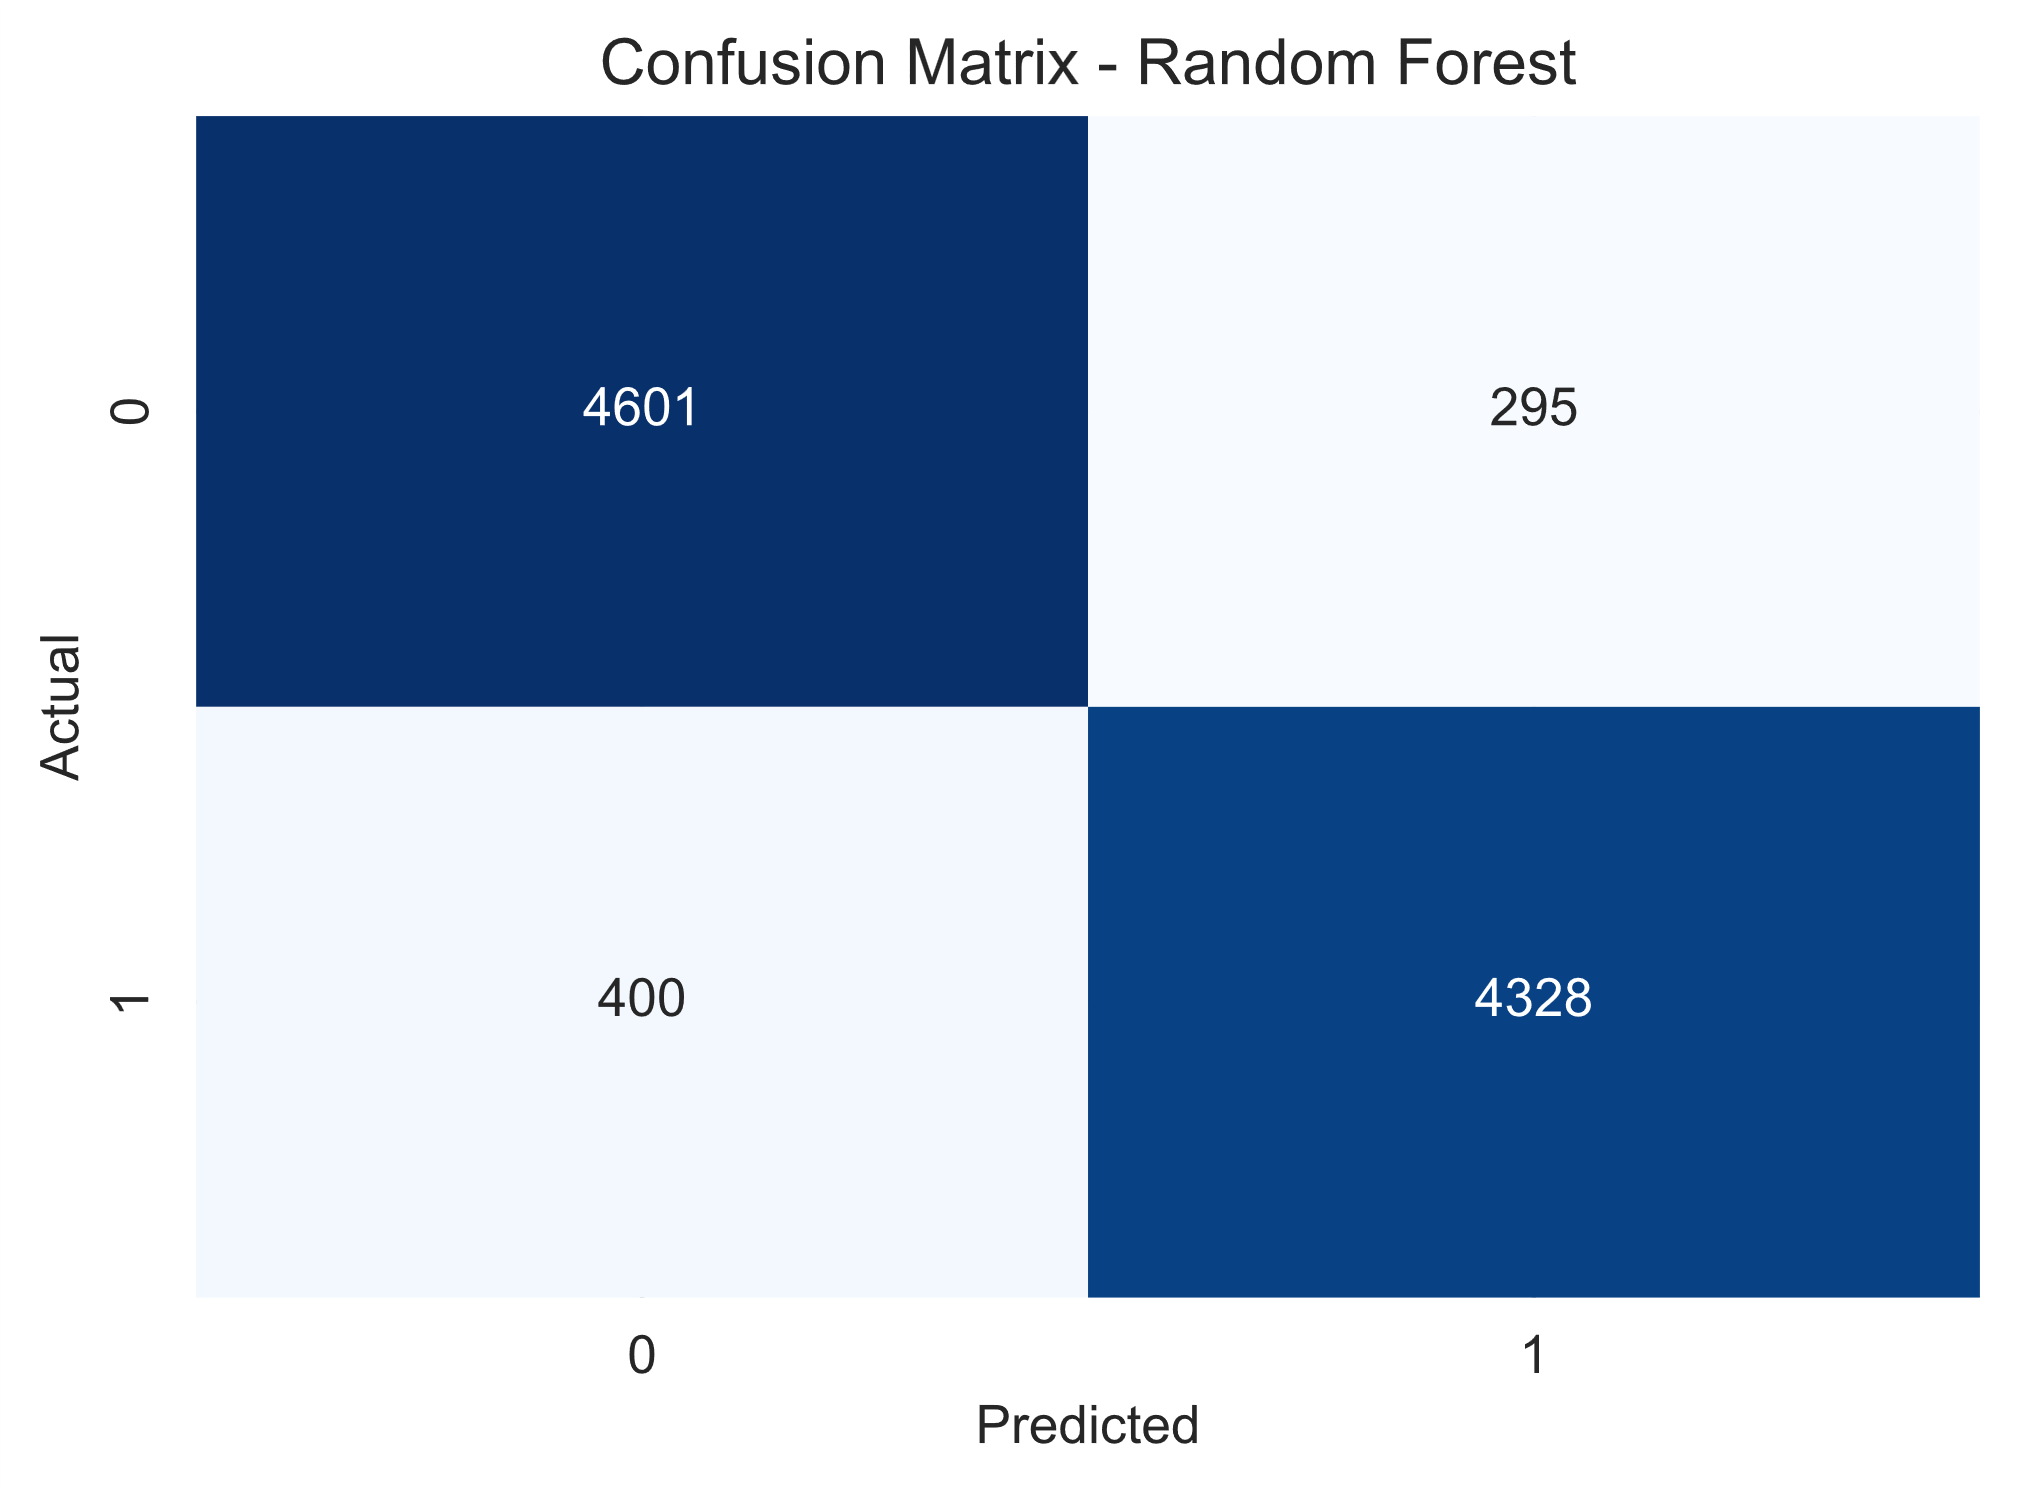 Confusion Matrix - Random Forest
0
4601
295
Actual
1
400
4328
0
1
Predicted